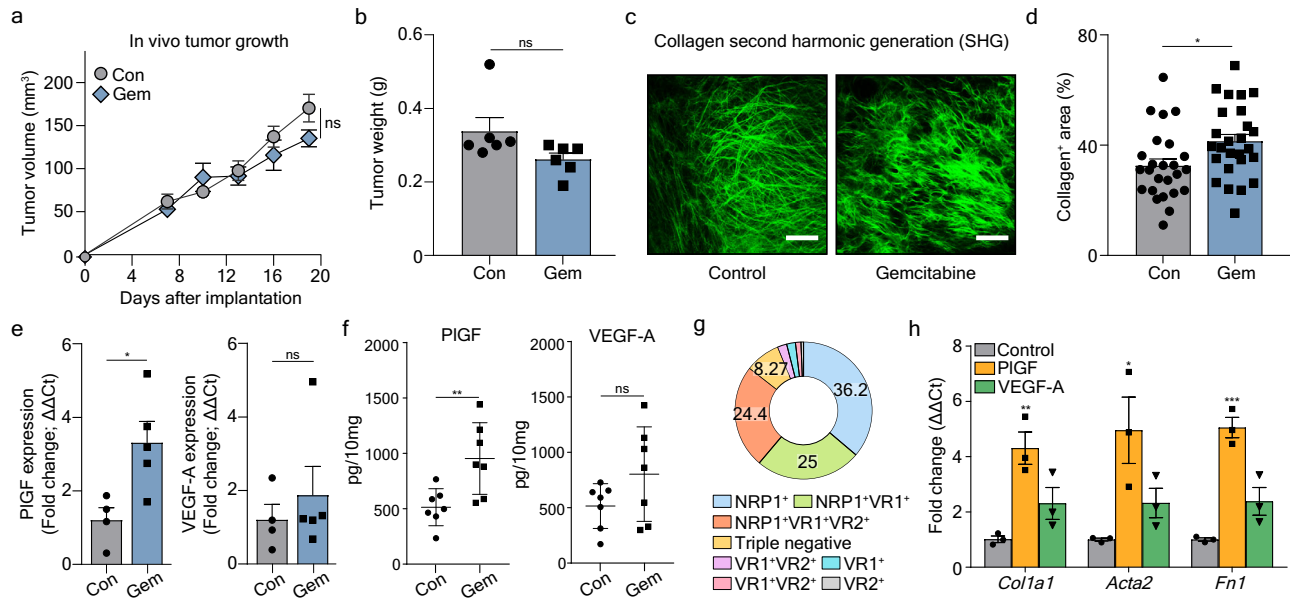 a
In vivo tumor growth
Con
Gem
Tumor volume (mm³)
200
150
100
50
0
ns
0
4
8
12
16
20
Days after implantation
b
Tumor weight (g)
0.6
0.4
0.2
0
ns
Con
Gem
c
Collagen second harmonic generation (SHG)
Control
Gemcitabine
d
Collagen⁺ area (%)
80
40
0
*
Con
Gem
e
PlGF expression
(Fold change; ΔΔCt)
6
4
2
0
*
Con
Gem
VEGF-A expression
(Fold change; ΔΔCt)
6
4
2
0
ns
Con
Gem
f
PlGF
pg/10mg
2000
1500
1000
500
0
**
Con
Gem
VEGF-A
pg/10mg
2000
1500
1000
500
0
ns
Con
Gem
g
8.27
36.2
24.4
25
NRP1⁺
NRP1⁺VR1⁺
NRP1⁺VR1⁺VR2⁺
Triple negative
VR1⁺VR2⁺
VR1⁺
VR1⁺VR2⁺
VR2⁺
h
Control
PlGF
VEGF-A
Fold change (ΔΔCt)
8
6
4
2
0
**
*
***
Col1a1
Acta2
Fn1